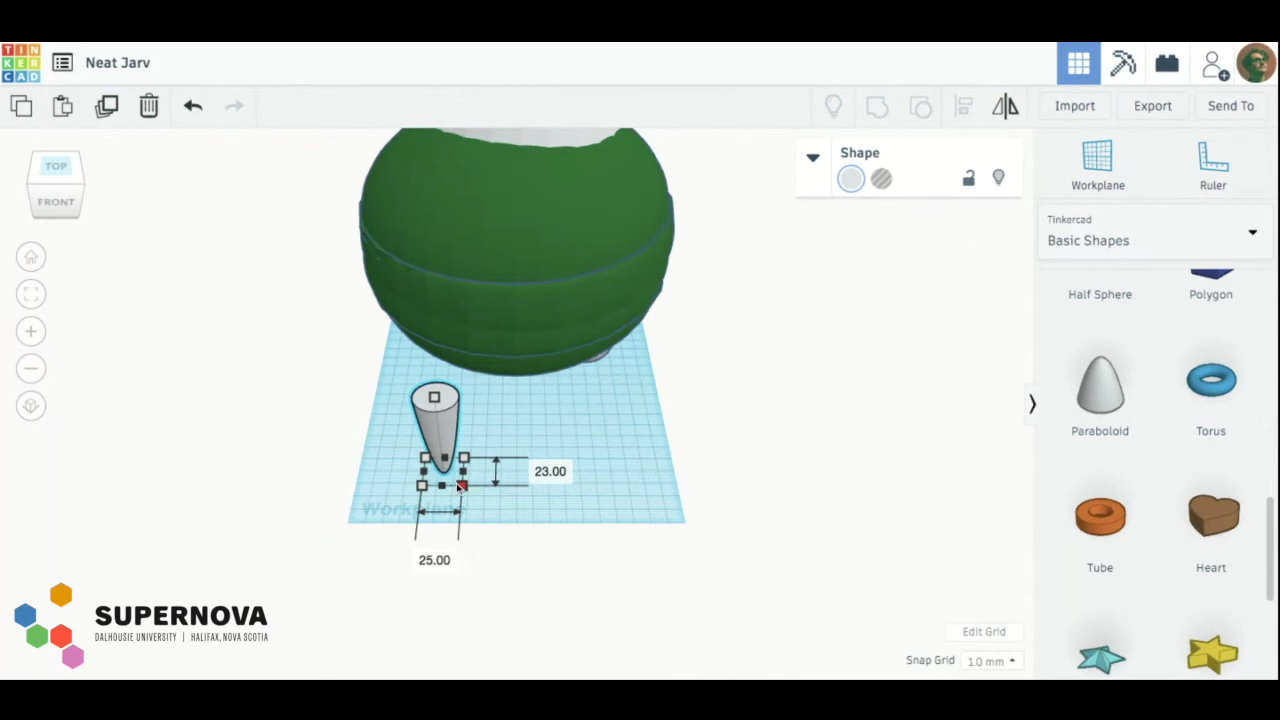 TIN
KER
CAD
Neat Jarv
Import
Export
Send To
TOP
FRONT
Shape
Workplane
Ruler
Tinkercad
Basic Shapes
Half Sphere
Polygon
Paraboloid
Torus
Tube
Heart
23.00
Workplane
25.00
SUPERNOVA
DALHOUSIE UNIVERSITY | HALIFAX, NOVA SCOTIA
Edit Grid
Snap Grid
1.0 mm